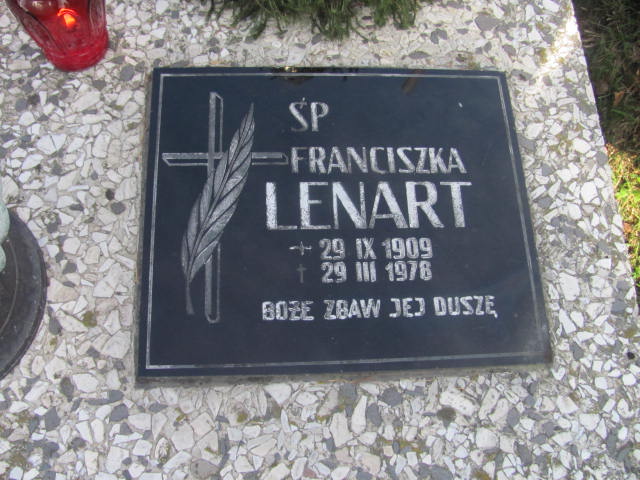 ŚP
FRANCISZKA
LENART
29 IX 1909
† 29 III 1978
BOŻE ZBAW JEJ DUSZĘ